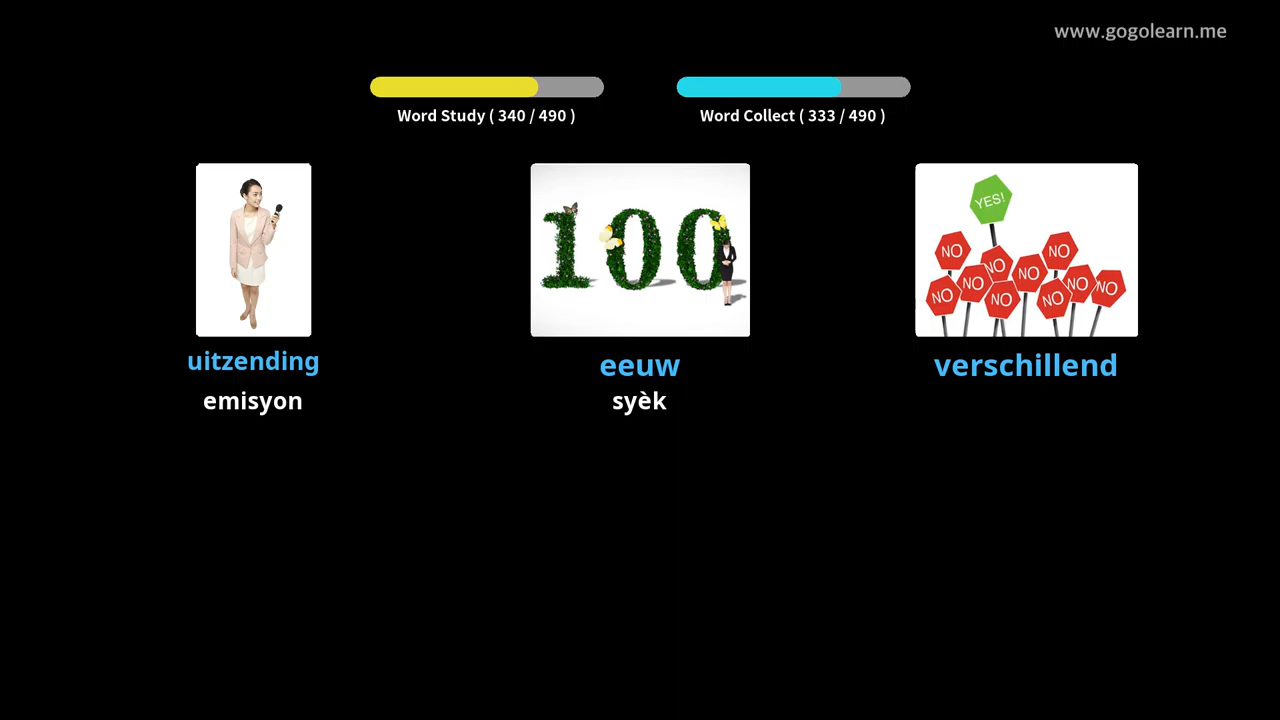 www.gogolearn.me
Word Study ( 340 / 490 )
Word Collect ( 333 / 490 )
100
YES!
NO
NO
NO
NO
NO
NO
NO
NO
NO
uitzending
eeuw
verschillend
emisyon
syèk